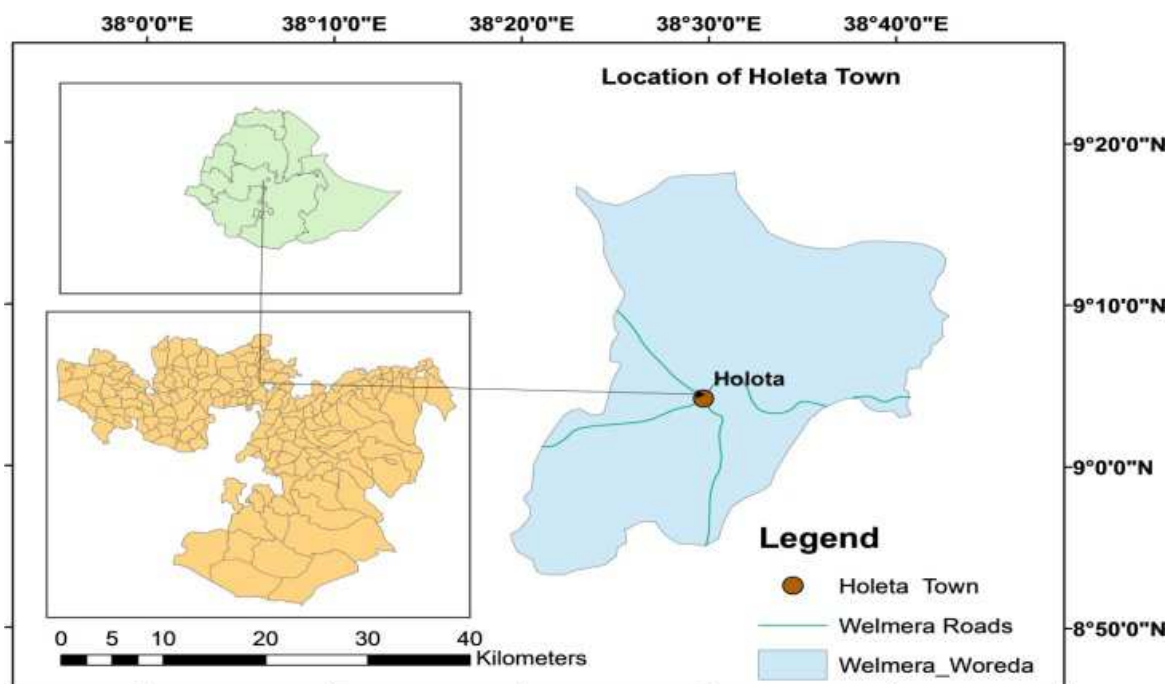 38°0'0"E 38°10'0"E 38°20'0"E 38°30'0"E 38°40'0"E
Location of Holeta Town
9°20'0"N
9°10'0"N
Holota
9°0'0"N
Legend
Holeta Town
Welmera Roads
8°50'0"N
Welmera_Woreda
0 5 10 20 30 40
Kilometers